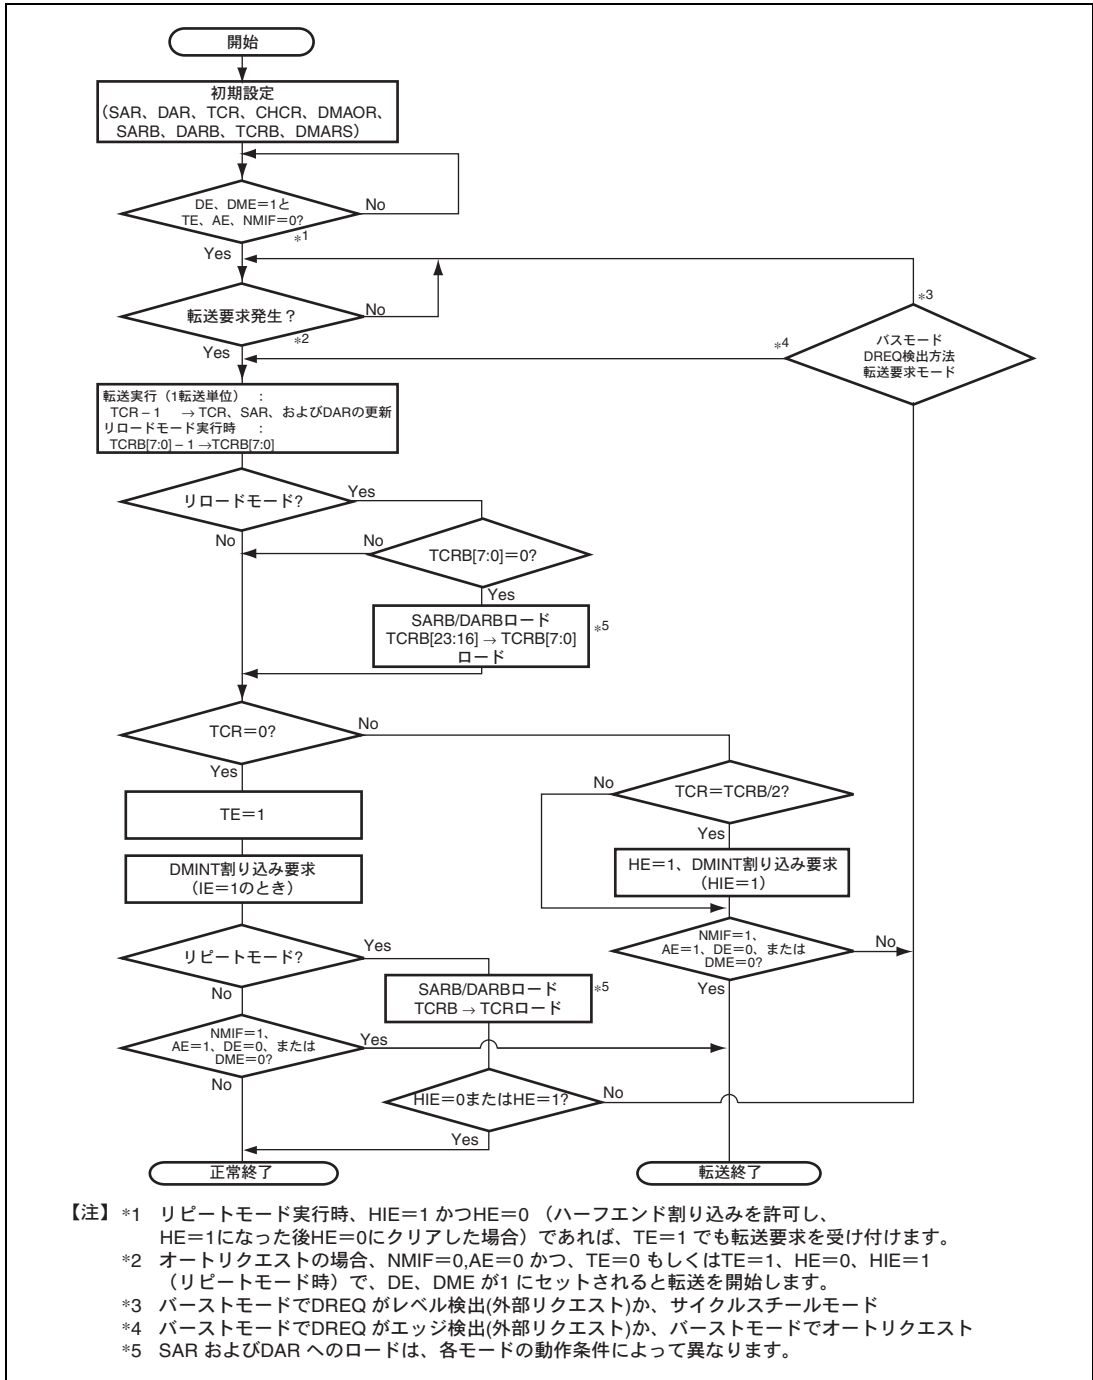 開始
初期設定
（SAR、DAR、TCR、CHCR、DMAOR、
SARB、DARB、TCRB、DMARS）
DE、DME＝1と
TE、AE、NMIF＝0?
*1
No
Yes
転送要求発生？
*2
No
Yes
*3
*4
バスモード
DREQ検出方法
転送要求モード
転送実行（1転送単位） ：
TCR－1 →TCR、SAR、およびDARの更新
リロードモード実行時 ：
TCRB[7:0]－1→TCRB[7:0]
リロードモード?
Yes
No
TCRB[7:0]＝0?
No
Yes
SARB/DARBロード
TCRB[23:16] → TCRB[7:0]
ロード
*5
TCR＝0?
No
Yes
TCR＝TCRB/2?
No
Yes
TE＝1
HE＝1、DMINT割り込み要求
（HIE＝1）
DMINT割り込み要求
（IE＝1のとき）
NMIF＝1、
AE＝1、DE＝0、または
DME＝0?
No
Yes
リピートモード?
Yes
No
SARB/DARBロード
TCRB → TCRロード
*5
NMIF＝1、
AE＝1、DE＝0、または
DME＝0?
Yes
No
HIE＝0またはHE＝1?
No
Yes
正常終了
転送終了
【注】 *1 リピートモード実行時、HIE＝1 かつHE＝0 （ハーフエンド割り込みを許可し、
HE＝1になった後HE＝0にクリアした場合）であれば、TE＝1 でも転送要求を受け付けます。
*2 オートリクエストの場合、NMIF＝0,AE＝0 かつ、TE＝0 もしくはTE＝1、HE＝0、HIE＝1
（リピートモード時）で、DE、DME が1 にセットされると転送を開始します。
*3 バーストモードでDREQ がレベル検出(外部リクエスト)か、サイクルスチールモード
*4 バーストモードでDREQ がエッジ検出(外部リクエスト)か、バーストモードでオートリクエスト
*5 SAR およびDAR へのロードは、各モードの動作条件によって異なります。